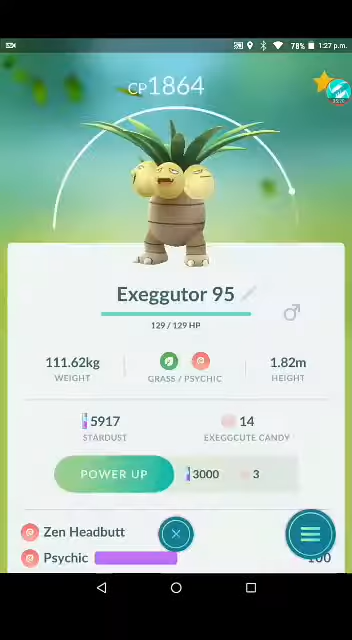 78% 1:27 p.m.
CP1864
Exeggutor 95
129 / 129 HP
111.62kg
WEIGHT
GRASS / PSYCHIC
1.82m
HEIGHT
5917
STARDUST
14
EXEGGCUTE CANDY
POWER UP
3000
3
Zen Headbutt
Psychic
100